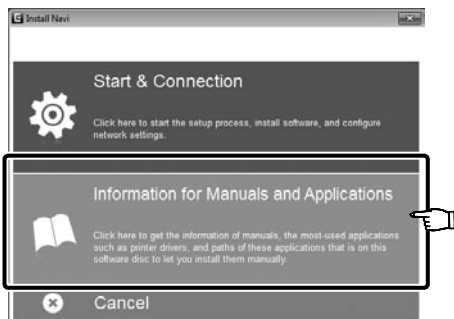 Install Navi
Start & Connection
Click here to start the setup process, install software, and configure
network settings.
Information for Manuals and Applications
Click here to get the information of manuals, the most-used applications
such as printer drivers, and paths of these applications that is on this
software disc to let you install them manually.
Cancel